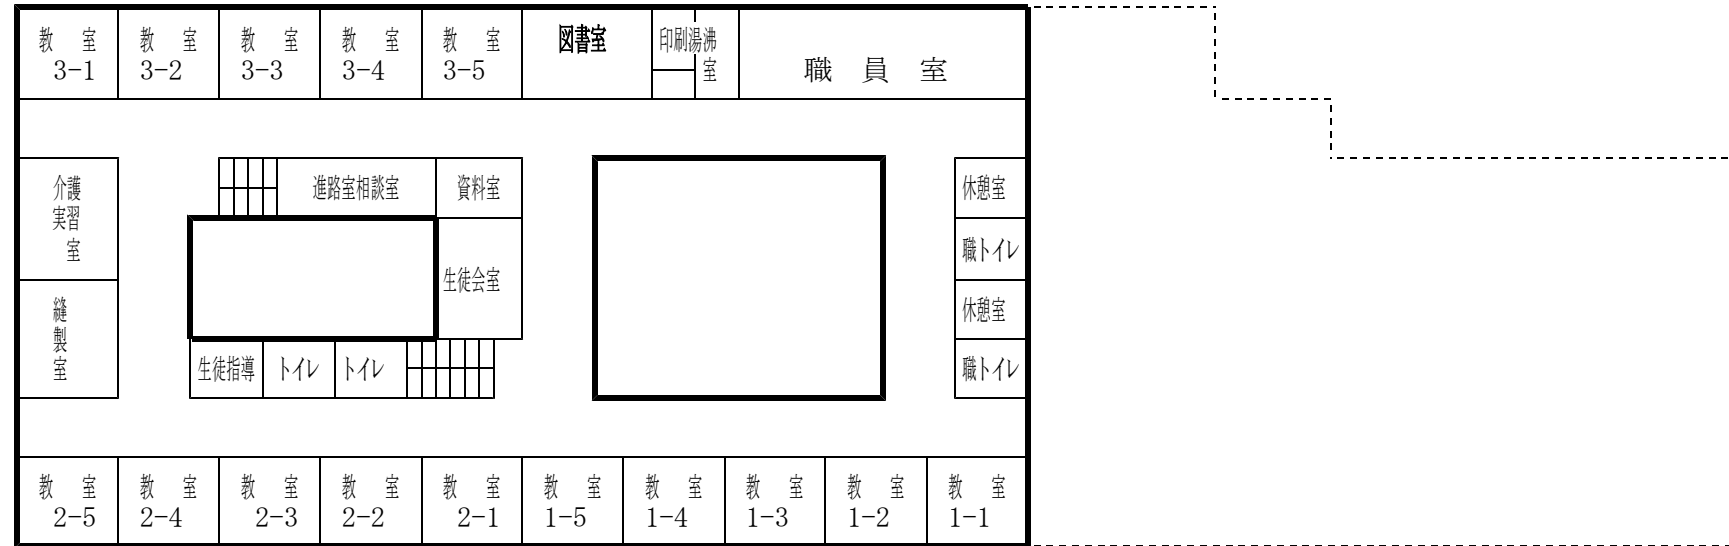 教　室 教　室 教　室 教　室 教　室 図書室 印刷 湯沸
3-1 3-2 3-3 3-4 3-5 室 職　員　室
介護 進路室 相談室 資料室 休憩室
実習
室 職トイレ
生徒会室
縫 休憩室
製
室 生徒指導 トイレ トイレ 職トイレ
教　室 教　室 教　室 教　室 教　室 教　室 教　室 教　室 教　室 教　室
2-5 2-4 2-3 2-2 2-1 1-5 1-4 1-3 1-2 1-1